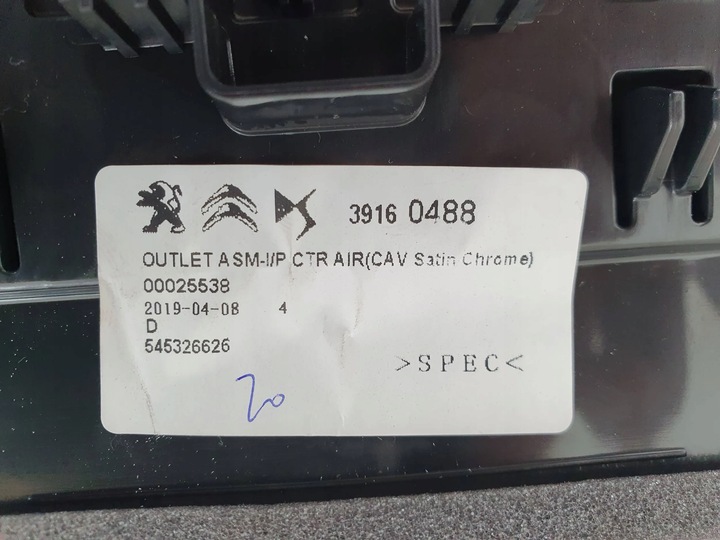 3916 0488
OUTLET ASM-I/P CTR AIR(CAV Satin Chrome)
00025538
2019-04-08 4
D
545326626
>SPEC<
20